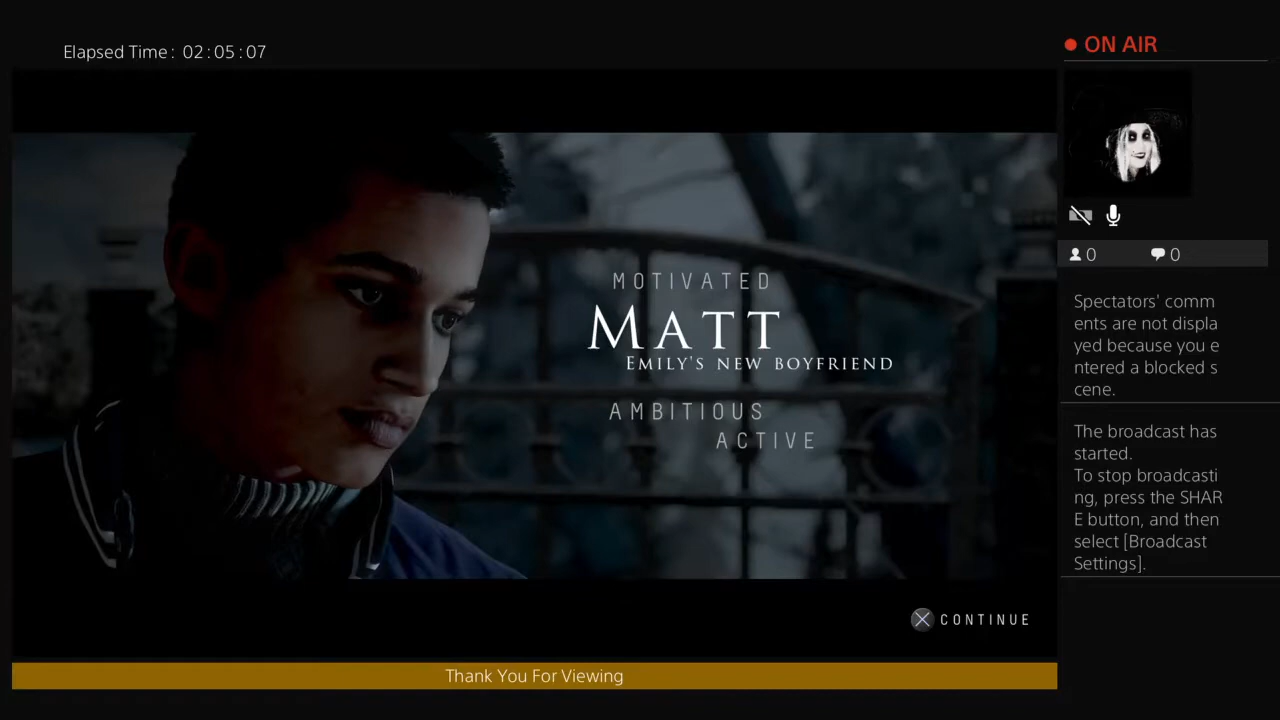 Elapsed Time: 02:05:07
ON AIR
MOTIVATED
MATT
EMILY'S NEW BOYFRIEND
AMBITIOUS
ACTIVE
CONTINUE
Thank You For Viewing
0
0
Spectators' comm
ents are not displa
yed because you e
ntered a blocked s
cene.
The broadcast has
started.
To stop broadcasti
ng, press the SHAR
E button, and then
select [Broadcast
Settings].